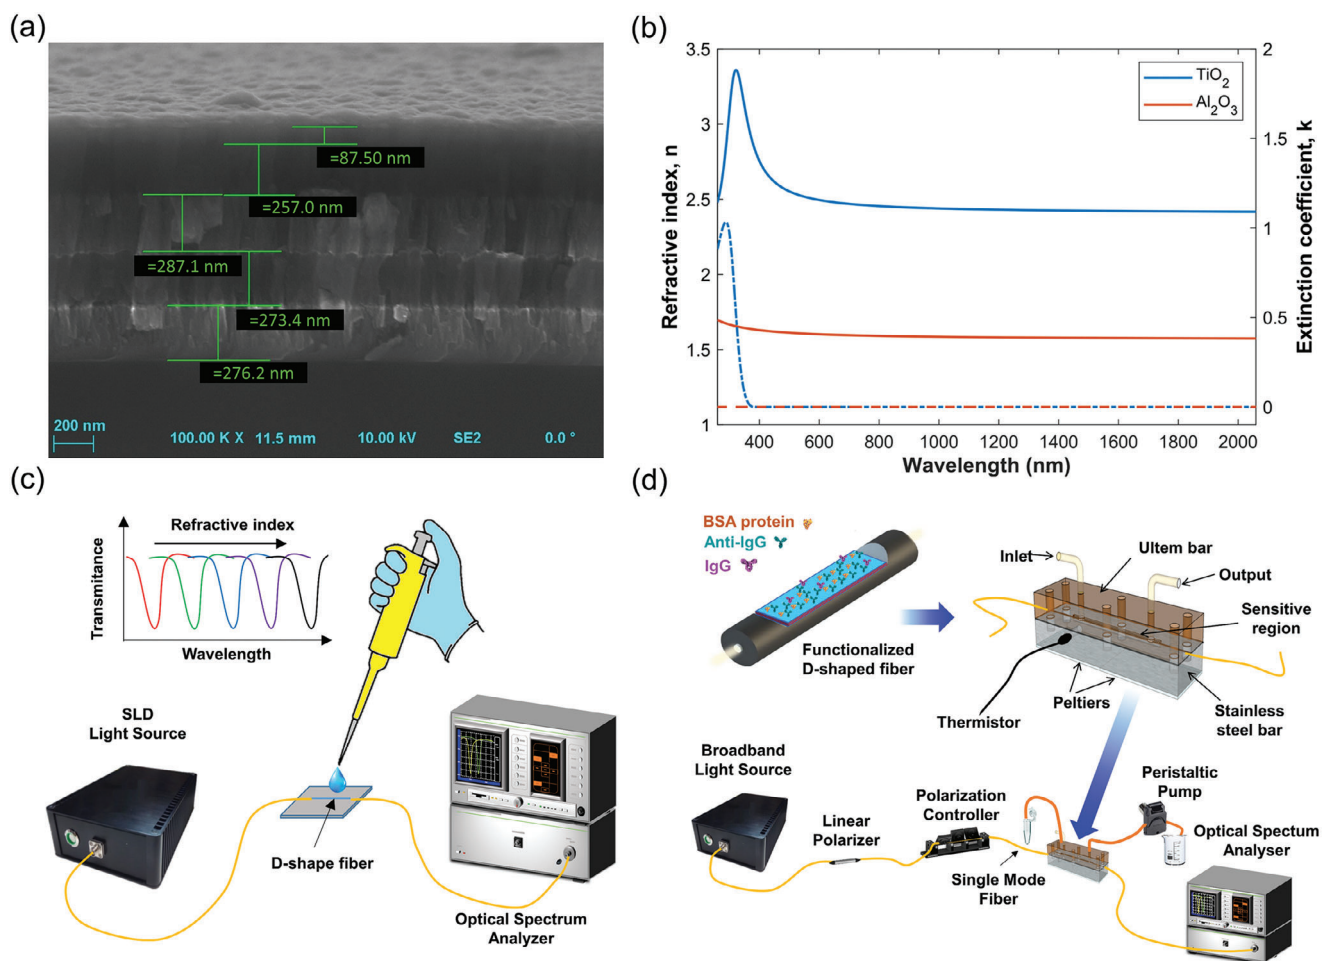 (a)
=87.50 nm
=257.0 nm
=287.1 nm
=273.4 nm
=276.2 nm
200 nm
100.00 K X 11.5 mm 10.00 kV SE2 0.0 °
(b)
3.5
3
2.5
2
1.5
1
Refractive index, n
2
1.5
1
0.5
0
Extinction coefficient, k
TiO2
Al2O3
400 600 800 1000 1200 1400 1600 1800 2000
Wavelength (nm)
(c)
Refractive index
Transmitance
Wavelength
SLD
Light Source
D-shape fiber
Optical Spectrum
Analyzer
(d)
BSA protein
Anti-IgG
IgG
Functionalized
D-shaped fiber
Inlet
Ultem bar
Output
Sensitive
region
Thermistor
Peltiers
Stainless
steel bar
Broadband
Light Source
Linear
Polarizer
Polarization
Controller
Single Mode
Fiber
Peristaltic
Pump
Optical Spectrum
Analyser